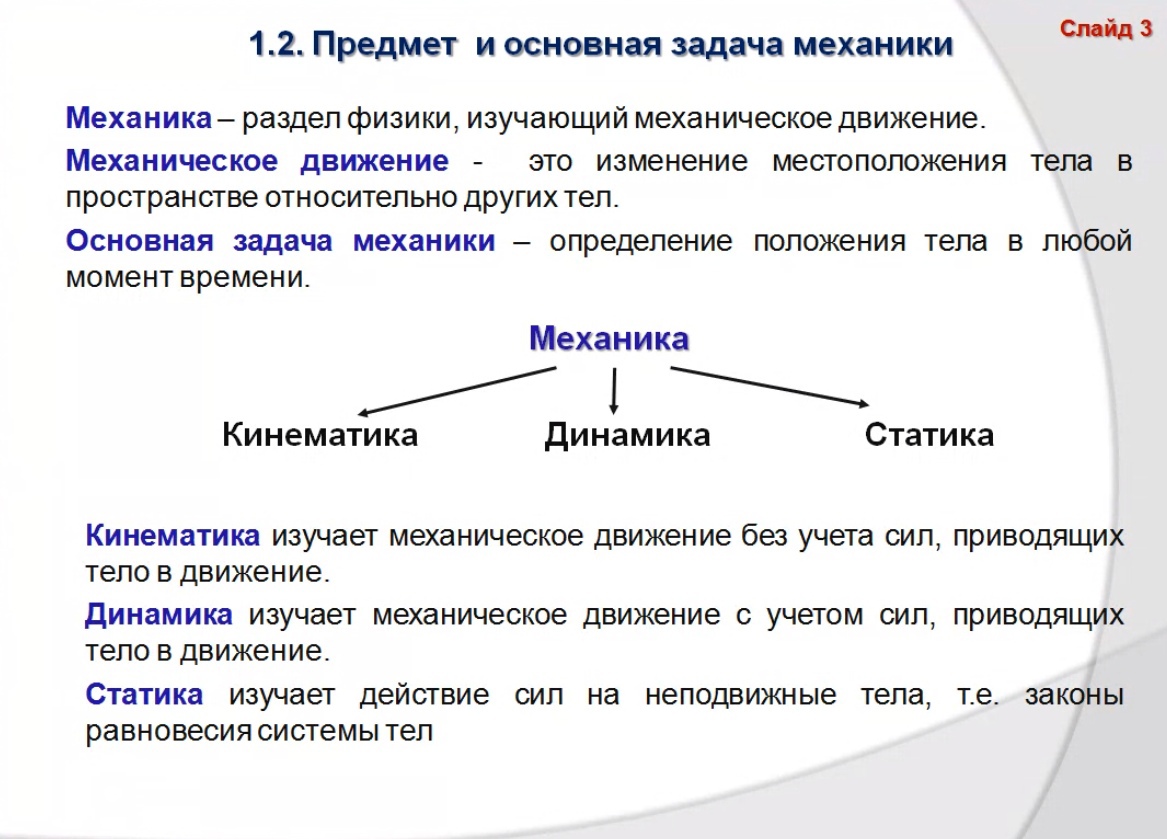 Слайд 3
1.2. Предмет и основная задача механики
Механика – раздел физики, изучающий механическое движение.
Механическое движение - это изменение местоположения тела в
пространстве относительно других тел.
Основная задача механики – определение положения тела в любой
момент времени.
Механика
Кинематика Динамика Статика
Кинематика изучает механическое движение без учета сил, приводящих
тело в движение.
Динамика изучает механическое движение с учетом сил, приводящих
тело в движение.
Статика изучает действие сил на неподвижные тела, т.е. законы
равновесия системы тел